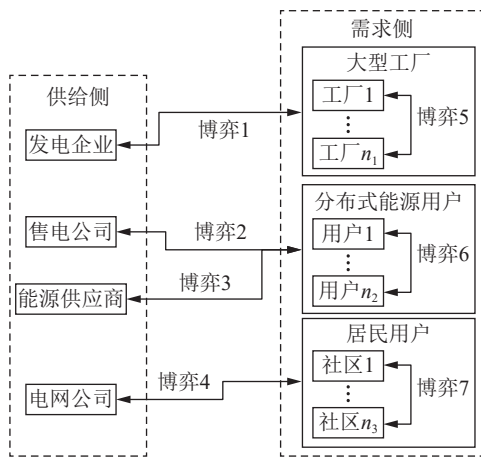 供给侧
发电企业
售电公司
能源供应商
电网公司
博弈1
博弈2
博弈3
博弈4
需求侧
大型工厂
工厂1
⋮
工厂n₁
博弈5
分布式能源用户
用户1
⋮
用户n₂
博弈6
居民用户
社区1
⋮
社区n₃
博弈7